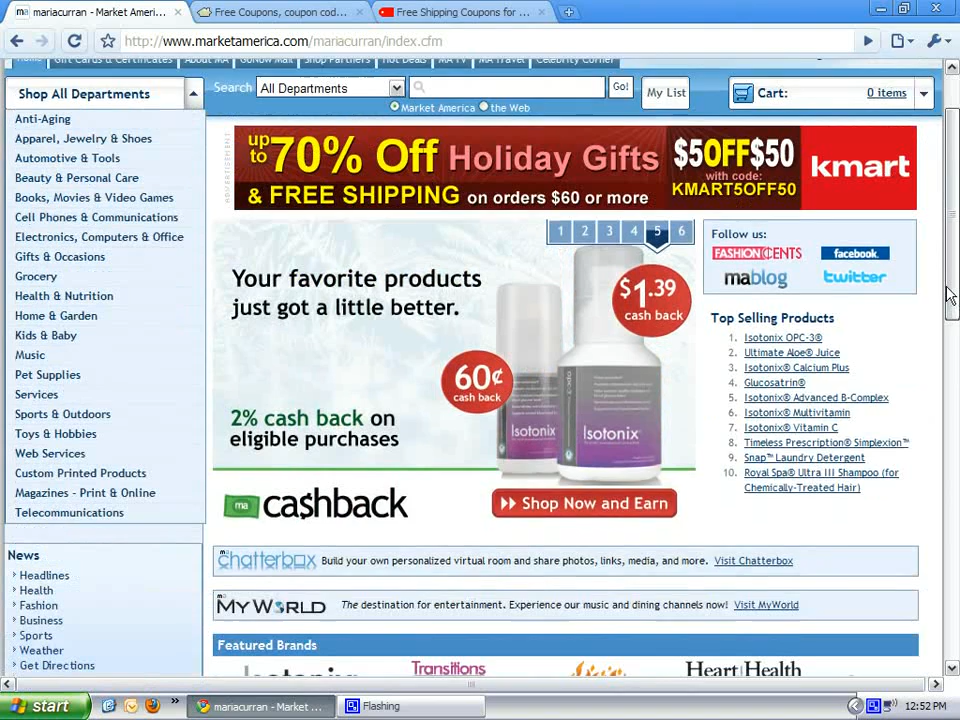 mariacurran - Market Ameri...
Free Coupons, coupon cod...
Free Shipping Coupons for ...
http://www.marketamerica.com/mariacurran/index.cfm
Home Gift Cards & Certificates About MA GoNow Mall Shop Partners Hot Deals MA TV MA Travel Celebrity Corner
Shop All Departments
Search All Departments Go! My List
Market America the Web
Cart: 0 items
Anti-Aging
Apparel, Jewelry & Shoes
Automotive & Tools
Beauty & Personal Care
Books, Movies & Video Games
Cell Phones & Communications
Electronics, Computers & Office
Gifts & Occasions
Grocery
Health & Nutrition
Home & Garden
Kids & Baby
Music
Pet Supplies
Services
Sports & Outdoors
Toys & Hobbies
Web Services
Custom Printed Products
Magazines - Print & Online
Telecommunications
News
Headlines
Health
Fashion
Business
Sports
Weather
Get Directions
ADVERTISEMENT
up to 70% Off Holiday Gifts
& FREE SHIPPING on orders $60 or more
$5OFF$50
with code:
KMART5OFF50
kmart
1 2 3 4 5 6
Your favorite products
just got a little better.
$1.39
cash back
60¢
cash back
2% cash back on
eligible purchases
Isotonix
Isotonix
OPC-3
ma cashback
Shop Now and Earn
Follow us:
FASHIONCENTS facebook.
mablog twitter
Top Selling Products
1. Isotonix OPC-3®
2. Ultimate Aloe® Juice
3. Isotonix® Calcium Plus
4. Glucosatrin®
5. Isotonix® Advanced B-Complex
6. Isotonix® Multivitamin
7. Isotonix® Vitamin C
8. Timeless Prescription® Simplexion™
9. Snap™ Laundry Detergent
10. Royal Spa® Ultra III Shampoo (for
Chemically-Treated Hair)
ma chatterbox Build your own personalized virtual room and share photos, links, media, and more. Visit Chatterbox
ma MYWORLD The destination for entertainment. Experience our music and dining channels now! Visit MyWorld
Featured Brands
Isotonix Transitions Heart Health
start
mariacurran - Market ...
Flashing
12:52 PM